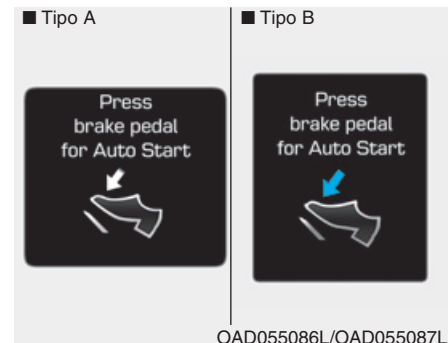 ■ Tipo A
Press
brake pedal
for Auto Start
■ Tipo B
Press
brake pedal
for Auto Start
OAD055086L/OAD055087L